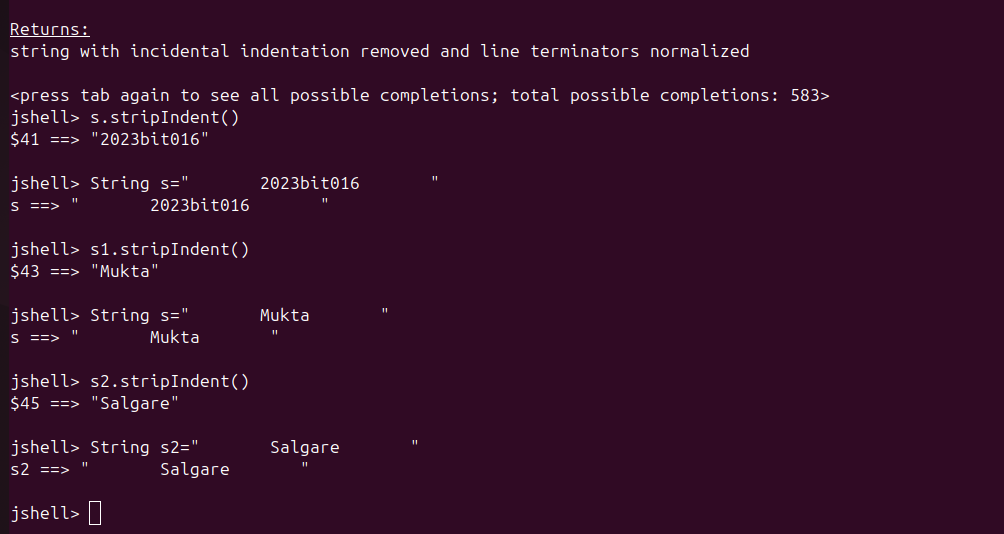 Returns:
string with incidental indentation removed and line terminators normalized
<press tab again to see all possible completions; total possible completions: 583>
jshell> s.stripIndent()
$41 ==> "2023bit016"
jshell> String s="       2023bit016       "
s ==> "       2023bit016       "
jshell> s1.stripIndent()
$43 ==> "Mukta"
jshell> String s="       Mukta       "
s ==> "       Mukta       "
jshell> s2.stripIndent()
$45 ==> "Salgare"
jshell> String s2="       Salgare       "
s2 ==> "       Salgare       "
jshell>